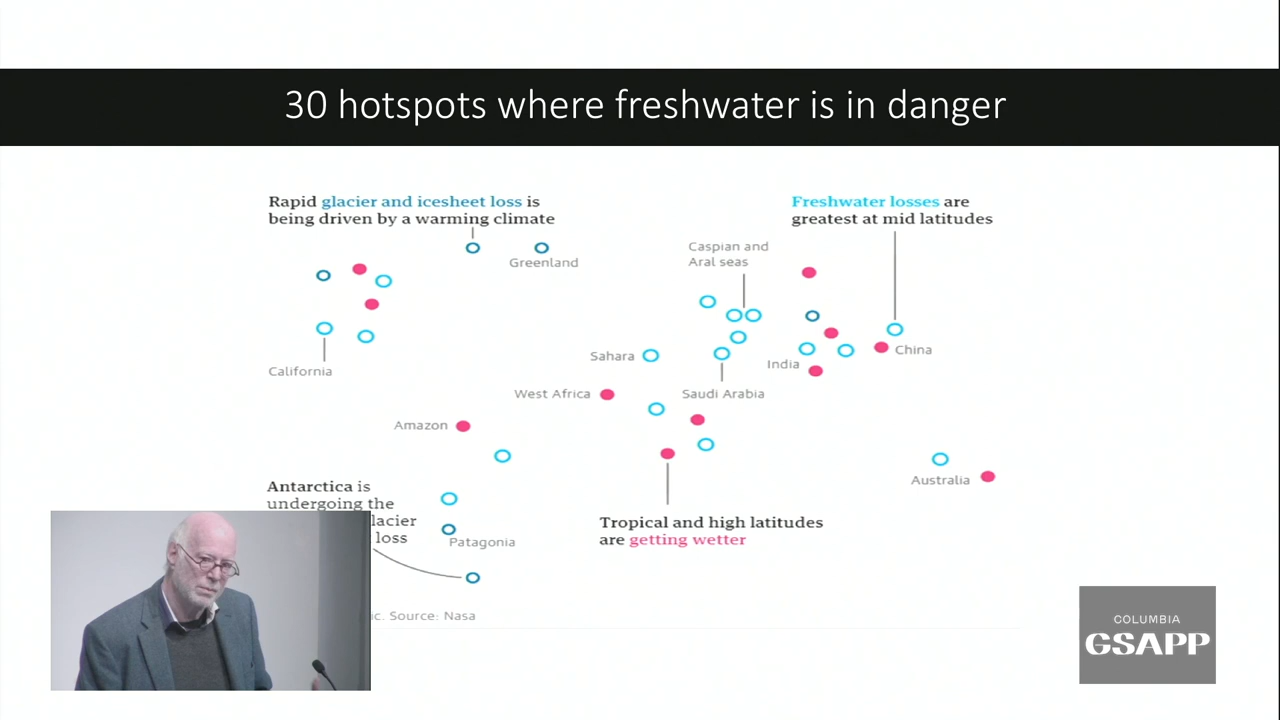 30 hotspots where freshwater is in danger
Rapid glacier and icesheet loss is
being driven by a warming climate
Freshwater losses are
greatest at mid latitudes
Greenland
Caspian and
Aral seas
California
Sahara
India
China
West Africa
Saudi Arabia
Amazon
Australia
Antarctica is
undergoing the
lacier
loss
Patagonia
Tropical and high latitudes
are getting wetter
ic. Source: Nasa
COLUMBIA
GSAPP